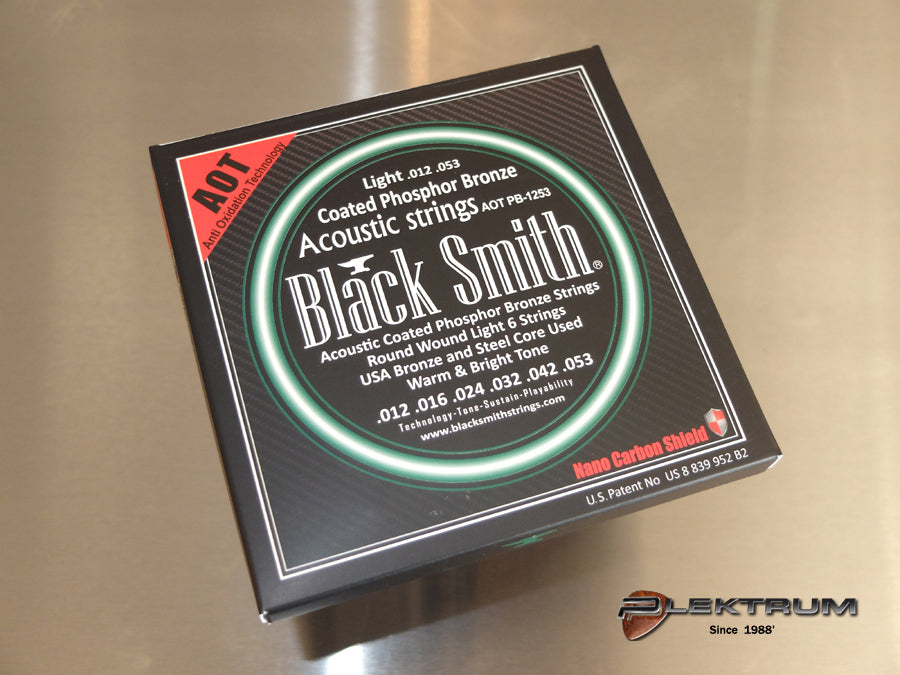 AOT
Anti Oxidation Technology
Light .012 .053
Coated Phosphor Bronze
Acoustic strings AOT PB-1253
Black Smith®
Acoustic Coated Phosphor Bronze Strings
Round Wound Light 6 Strings
USA Bronze and Steel Core Used
Warm & Bright Tone
.012 .016 .024 .032 .042 .053
Technology-Tone-Sustain-Playability
www.blacksmithstrings.com
Nano Carbon Shield
U.S. Patent No US 8 839 952 B2
PLEKTRUM
Since 1988'